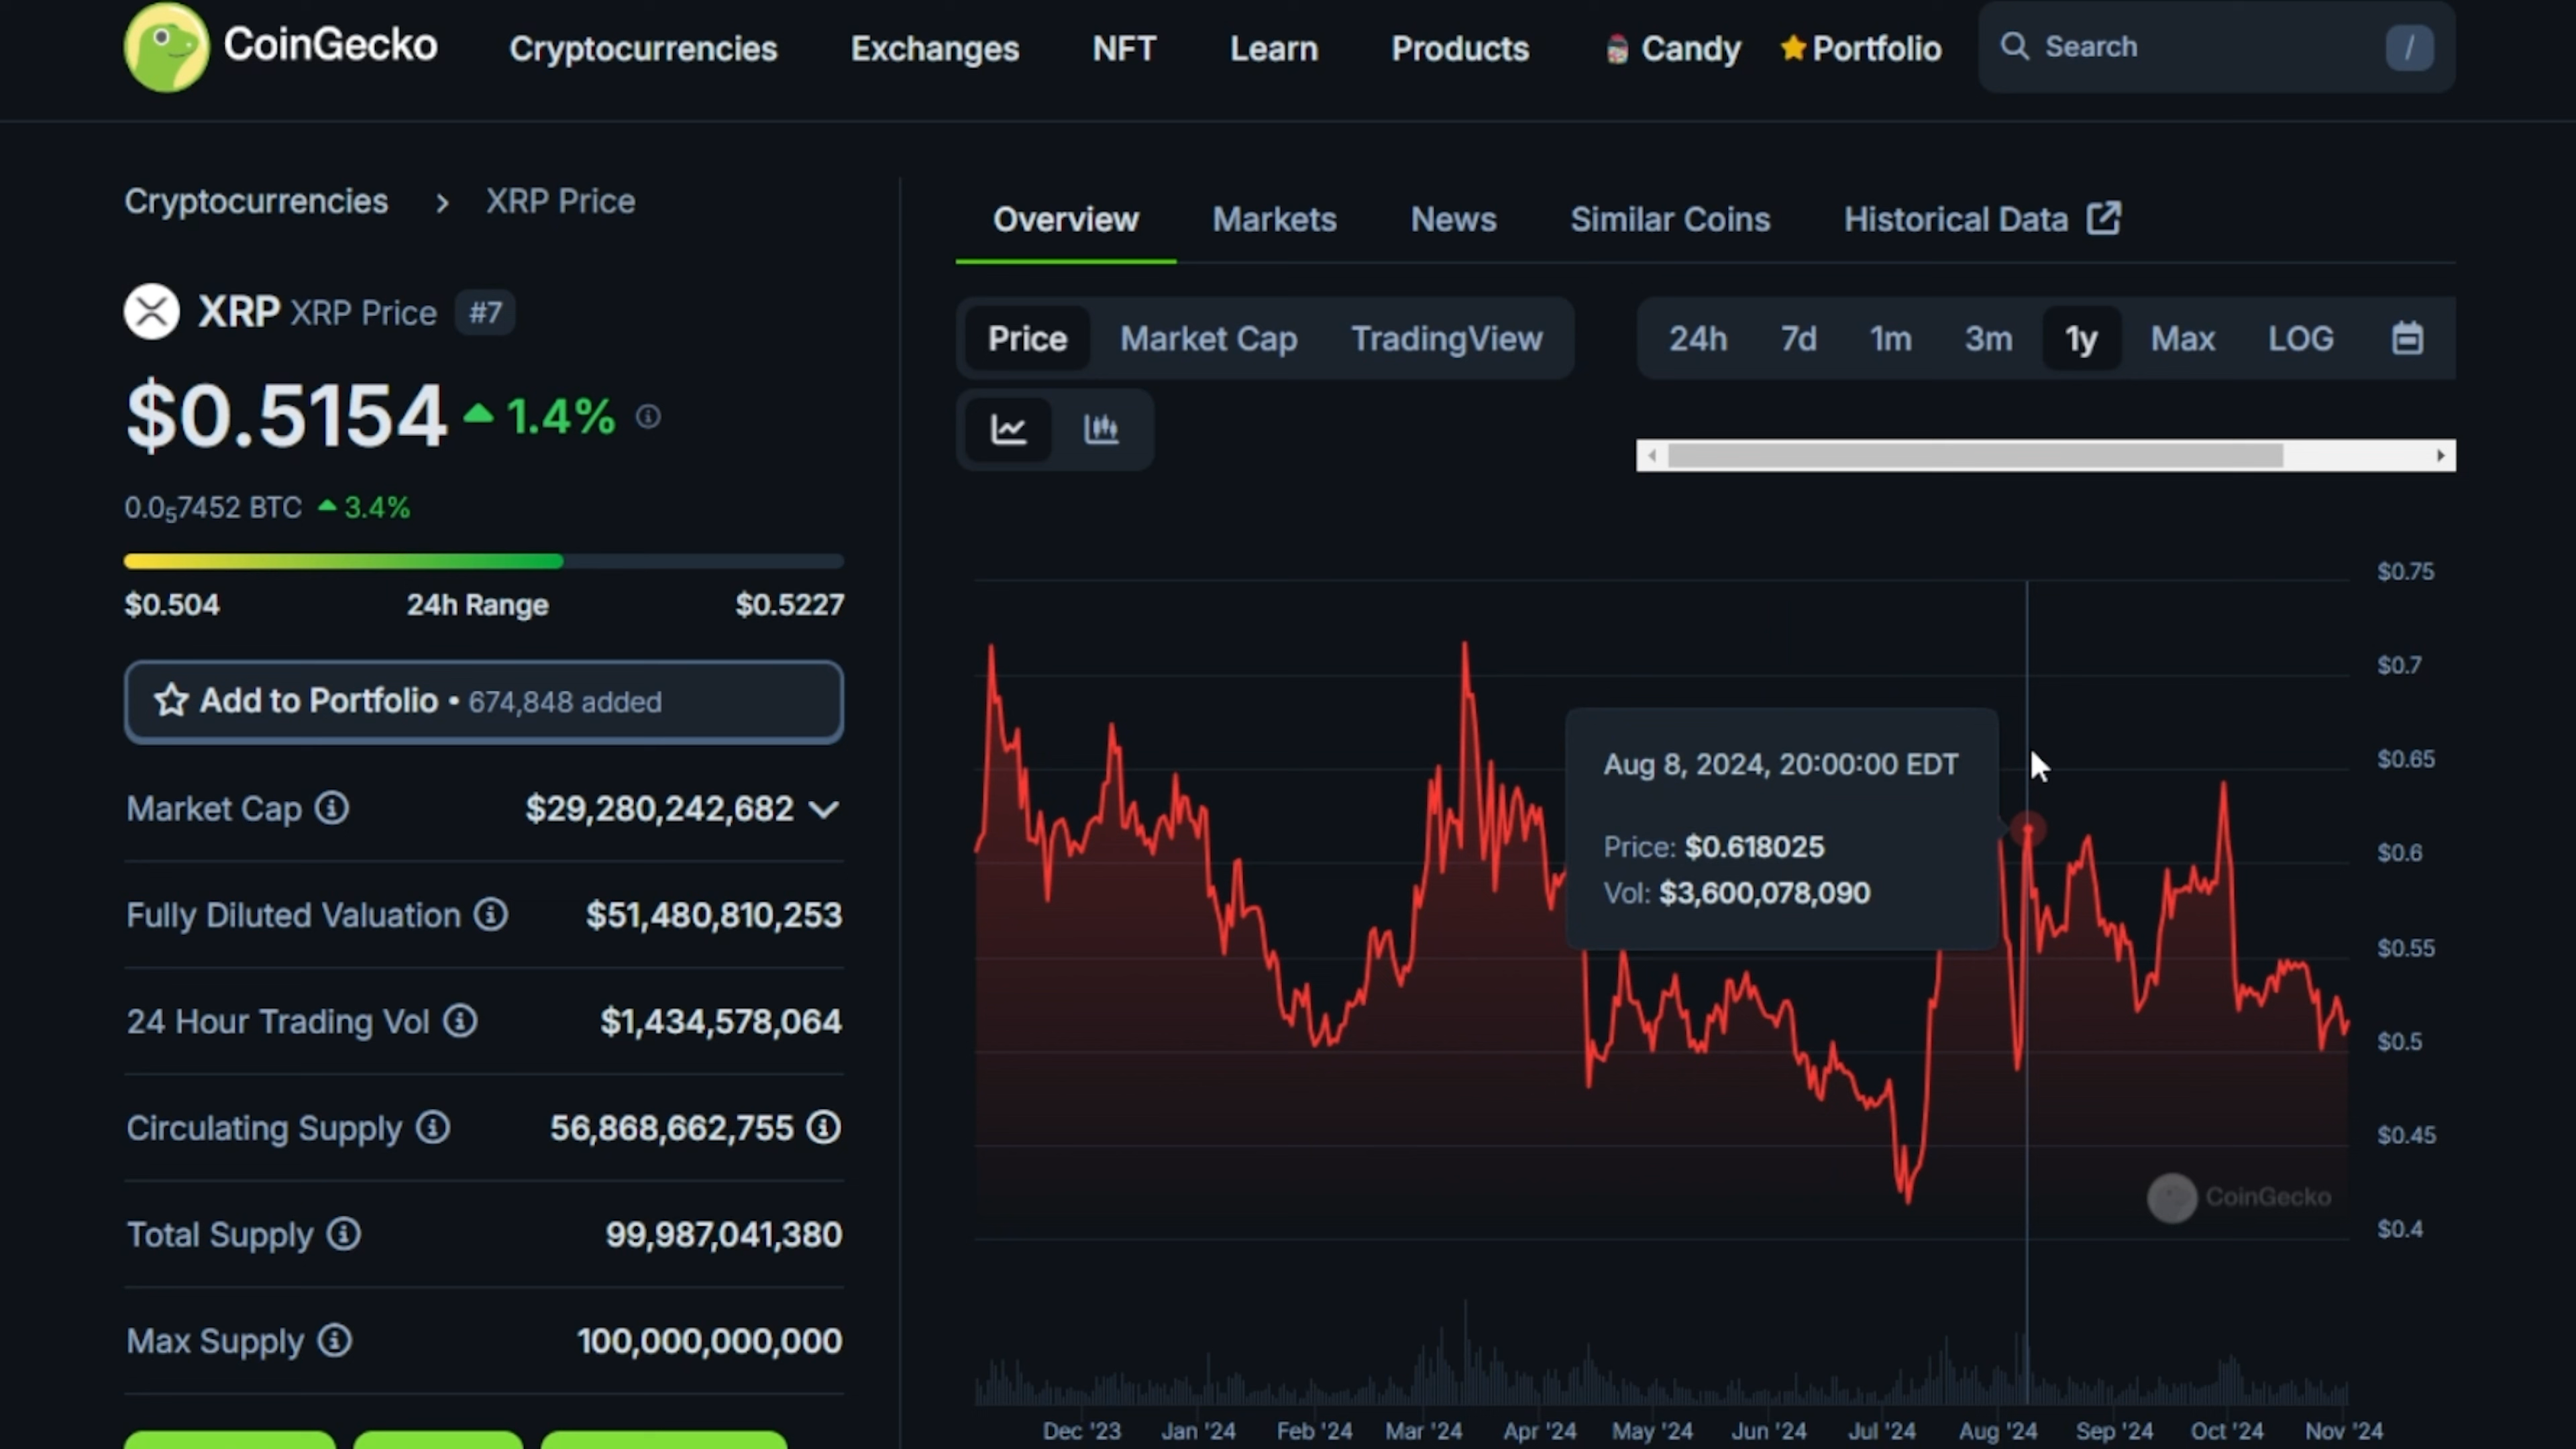 CoinGecko
Cryptocurrencies
Exchanges
NFT
Learn
Products
Candy
Portfolio
Search
/
Cryptocurrencies › XRP Price
XRP XRP Price #7
$0.5154 1.4%
0.0₅7452 BTC 3.4%
$0.504 24h Range $0.5227
Add to Portfolio • 674,848 added
Market Cap $29,280,242,682
Fully Diluted Valuation $51,480,810,253
24 Hour Trading Vol $1,434,578,064
Circulating Supply 56,868,662,755
Total Supply 99,987,041,380
Max Supply 100,000,000,000
Overview
Markets
News
Similar Coins
Historical Data
Price
Market Cap
TradingView
24h
7d
1m
3m
1y
Max
LOG
$0.75
$0.7
$0.65
$0.6
$0.55
$0.5
$0.45
$0.4
Aug 8, 2024, 20:00:00 EDT
Price: $0.618025
Vol: $3,600,078,090
CoinGecko
Dec '23
Jan '24
Feb '24
Mar '24
Apr '24
May '24
Jun '24
Jul '24
Aug '24
Sep '24
Oct '24
Nov '24